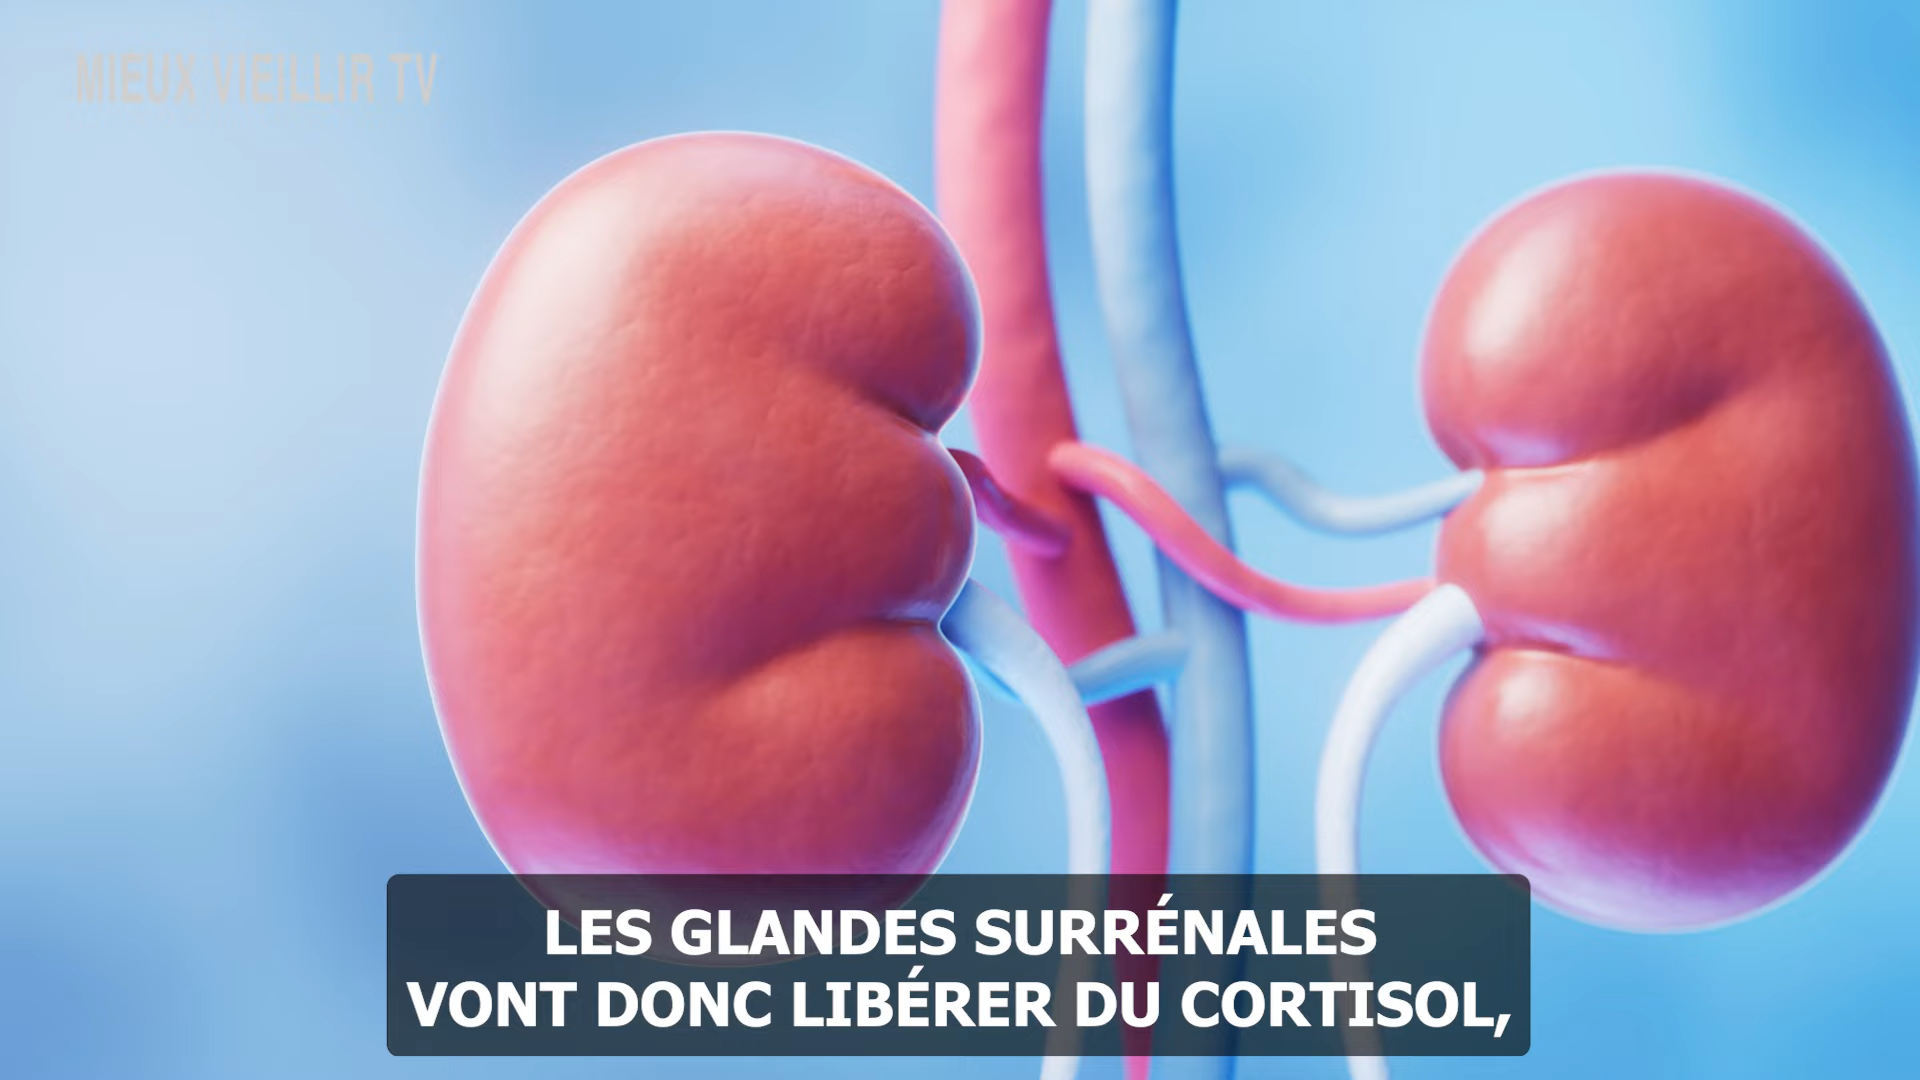 MIEUX VIEILLIR TV
LES GLANDES SURRÉNALES
VONT DONC LIBÉRER DU CORTISOL,